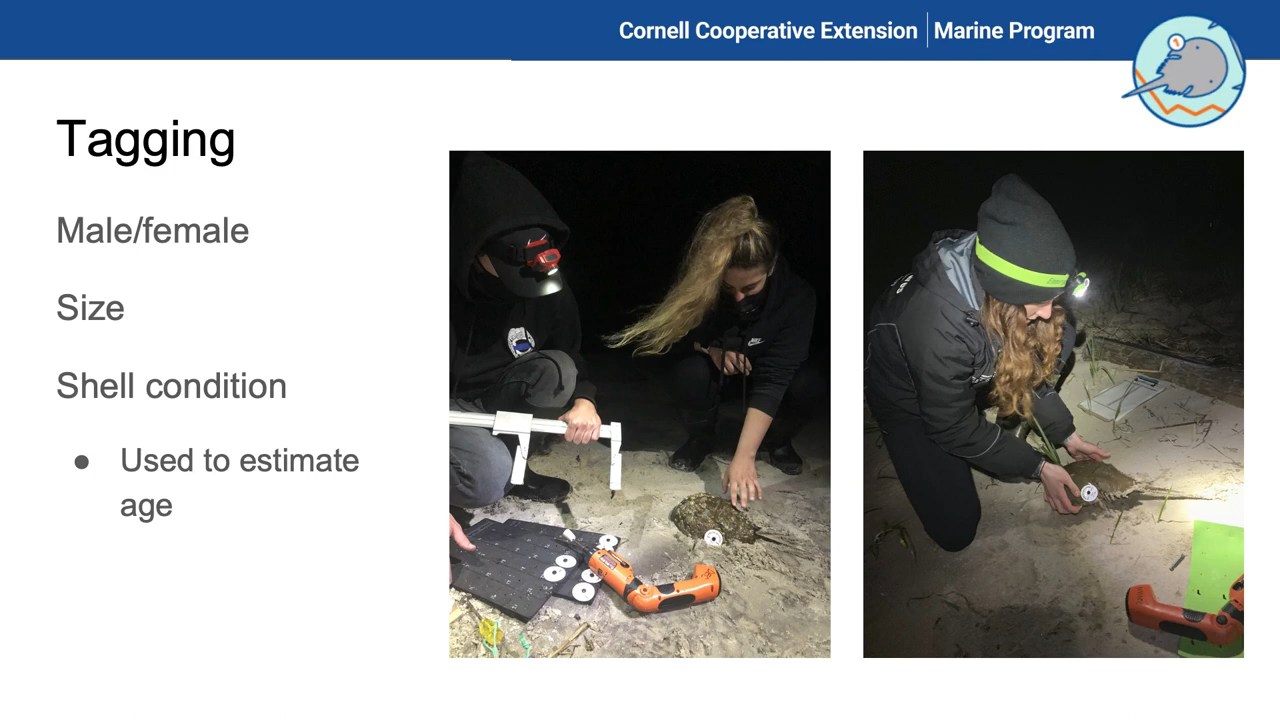 Cornell Cooperative Extension | Marine Program
Tagging
Male/female
Size
Shell condition
● Used to estimate
age